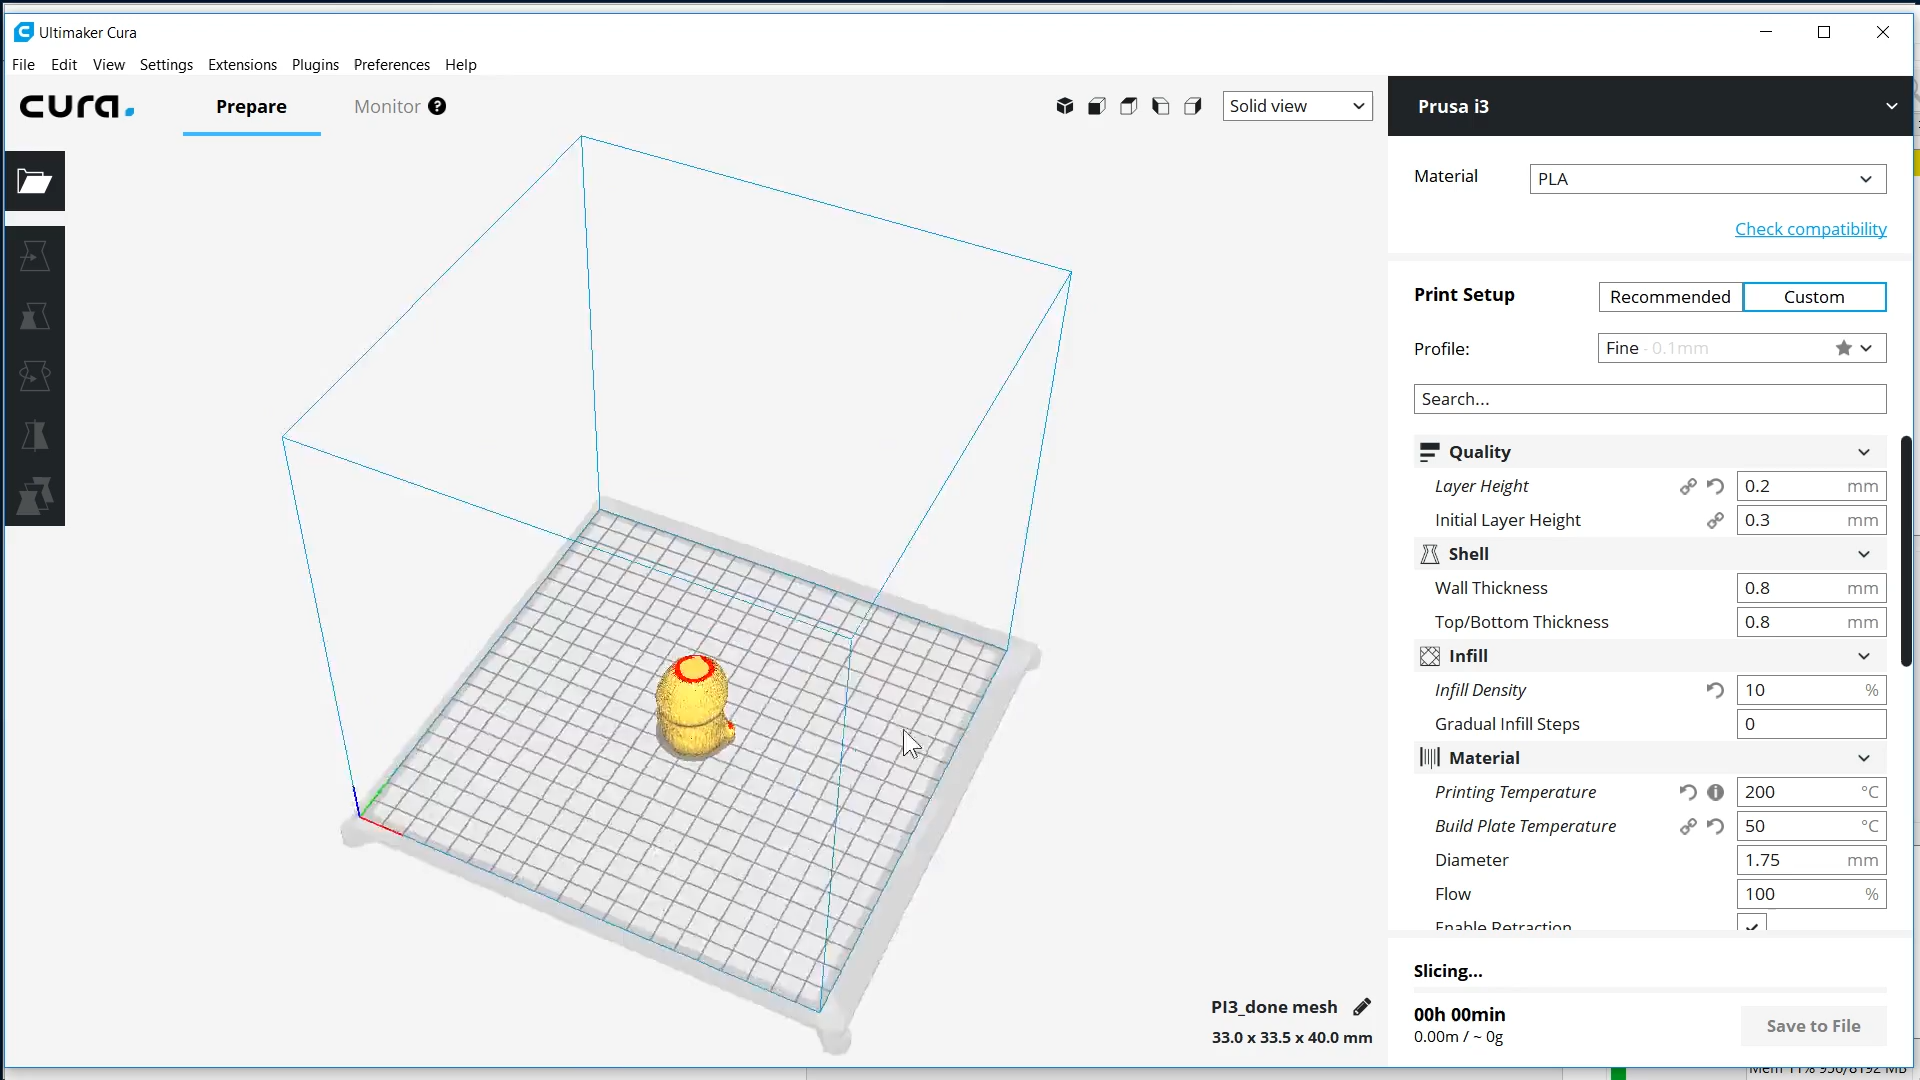 Ultimaker Cura
File Edit View Settings Extensions Plugins Preferences Help
cura.
Prepare
Monitor ?
Solid view
Prusa i3
Material
PLA
Check compatibility
Print Setup
Recommended
Custom
Profile:
Fine - 0.1mm
Search...
Quality
Layer Height 0.2 mm
Initial Layer Height 0.3 mm
Shell
Wall Thickness 0.8 mm
Top/Bottom Thickness 0.8 mm
Infill
Infill Density 10 %
Gradual Infill Steps 0
Material
Printing Temperature i 200 °C
Build Plate Temperature 50 °C
Diameter 1.75 mm
Flow 100 %
Enable Retraction
Slicing...
PI3_done mesh
33.0 x 33.5 x 40.0 mm
00h 00min
0.00m / ~ 0g
Save to File
Mem 11% 950/8192 MB